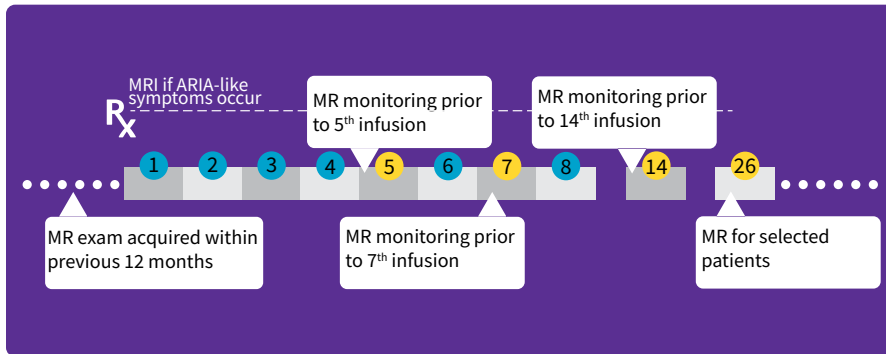 MRI if ARIA-like
symptoms occur
Rx
MR monitoring prior
to 5th infusion
MR monitoring prior
to 14th infusion
1 2 3 4 5 6 7 8 14 26
MR exam acquired within
previous 12 months
MR monitoring prior
to 7th infusion
MR for selected
patients